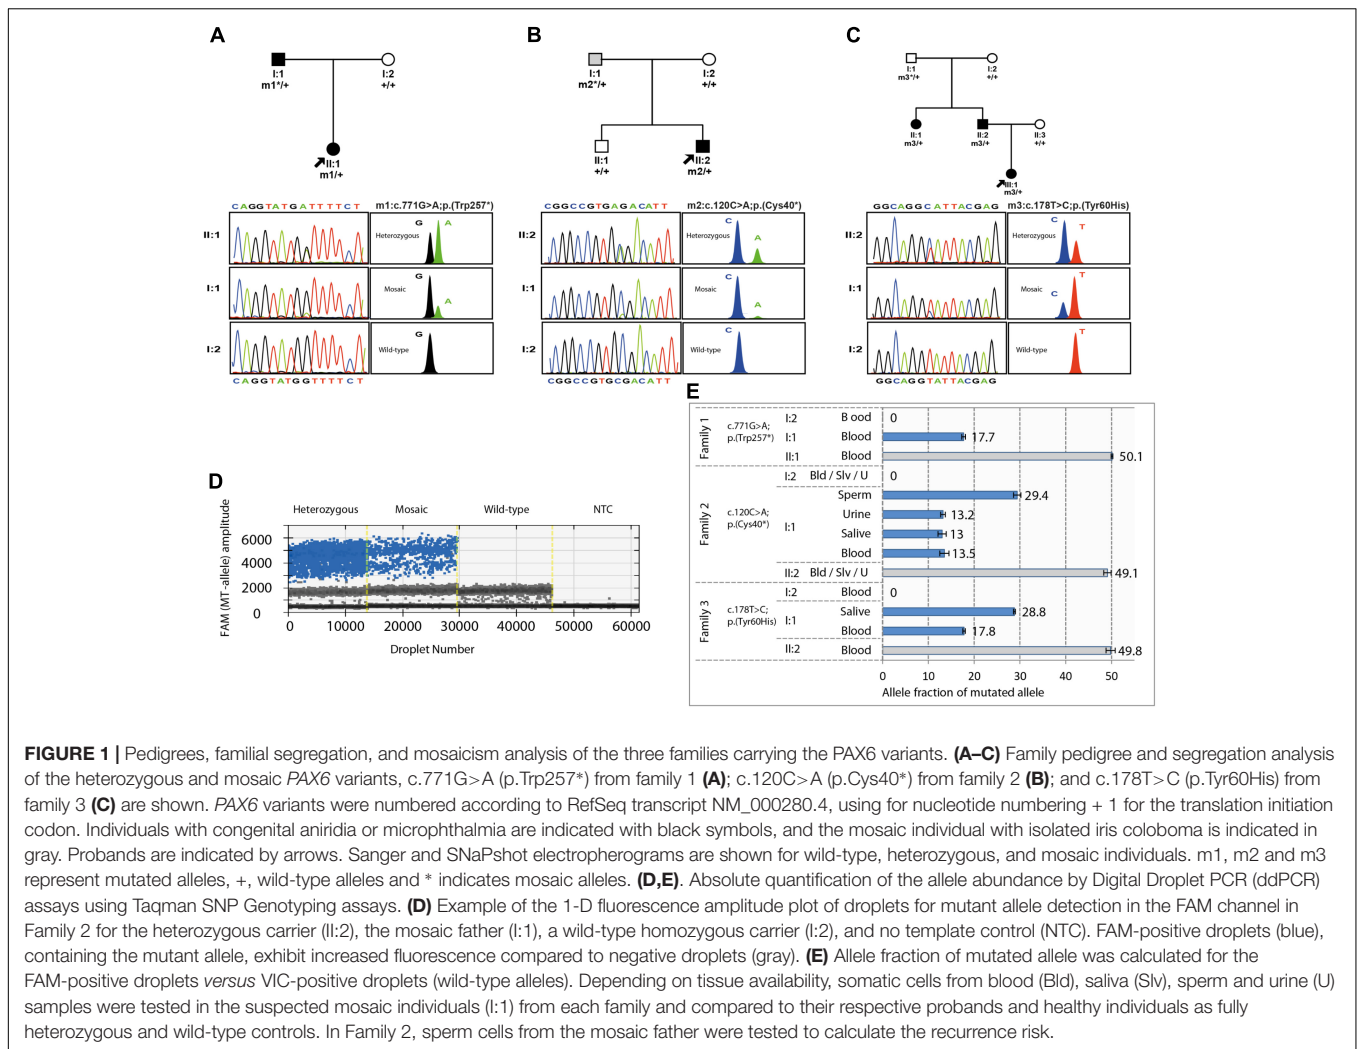 A
I:1
m1*/+
I:2
+/+
II:1
m1/+
CAGGTATGATTTTCT
m1:c.771G>A;p.(Trp257*)
II:1
G
A
Heterozygous
I:1
G
A
Mosaic
I:2
G
Wild-type
CAGGTATGGTTTTCT
B
I:1
m2*/+
I:2
+/+
II:1
+/+
II:2
m2/+
CGGCCGTGAGACATT
m2:c.120C>A;p.(Cys40*)
II:2
C
A
Heterozygous
I:1
C
A
Mosaic
I:2
C
Wild-type
CGGCCGTGCGACATT
C
I:1
m3*/+
I:2
+/+
II:1
m3/+
II:2
m3/+
II:3
+/+
III:1
m3/+
GGCAGGCATTACGAG
m3:c.178T>C;p.(Tyr60His)
II:2
C
T
Heterozygous
I:1
C
T
Mosaic
I:2
T
Wild-type
GGCAGGTATTACGAG
D
Heterozygous Mosaic Wild-type NTC
FAM (MT-allele) amplitude
6000
4000
2000
0
0 10000 20000 30000 40000 50000 60000
Droplet Number
E
Family 1
c.771G>A;
p.(Trp257*)
I:2 B ood 0
I:1 Blood 17.7
II:1 Blood 50.1
Family 2
c.120C>A;
p.(Cys40*)
I:2 Bld / Slv / U 0
I:1
Sperm 29.4
Urine 13.2
Salive 13
Blood 13.5
II:2 Bld / Slv / U 49.1
Family 3
c.178T>C;
p.(Tyr60His)
I:2 Blood 0
I:1
Salive 28.8
Blood 17.8
II:2 Blood 49.8
0 10 20 30 40 50
Allele fraction of mutated allele
FIGURE 1 | Pedigrees, familial segregation, and mosaicism analysis of the three families carrying the PAX6 variants. (A–C) Family pedigree and segregation analysis
of the heterozygous and mosaic PAX6 variants, c.771G>A (p.Trp257*) from family 1 (A); c.120C>A (p.Cys40*) from family 2 (B); and c.178T>C (p.Tyr60His) from
family 3 (C) are shown. PAX6 variants were numbered according to RefSeq transcript NM_000280.4, using for nucleotide numbering + 1 for the translation initiation
codon. Individuals with congenital aniridia or microphthalmia are indicated with black symbols, and the mosaic individual with isolated iris coloboma is indicated in
gray. Probands are indicated by arrows. Sanger and SNaPshot electropherograms are shown for wild-type, heterozygous, and mosaic individuals. m1, m2 and m3
represent mutated alleles, +, wild-type alleles and * indicates mosaic alleles. (D,E). Absolute quantification of the allele abundance by Digital Droplet PCR (ddPCR)
assays using Taqman SNP Genotyping assays. (D) Example of the 1-D fluorescence amplitude plot of droplets for mutant allele detection in the FAM channel in
Family 2 for the heterozygous carrier (II:2), the mosaic father (I:1), a wild-type homozygous carrier (I:2), and no template control (NTC). FAM-positive droplets (blue),
containing the mutant allele, exhibit increased fluorescence compared to negative droplets (gray). (E) Allele fraction of mutated allele was calculated for the
FAM-positive droplets versus VIC-positive droplets (wild-type alleles). Depending on tissue availability, somatic cells from blood (Bld), saliva (Slv), sperm and urine (U)
samples were tested in the suspected mosaic individuals (I:1) from each family and compared to their respective probands and healthy individuals as fully
heterozygous and wild-type controls. In Family 2, sperm cells from the mosaic father were tested to calculate the recurrence risk.